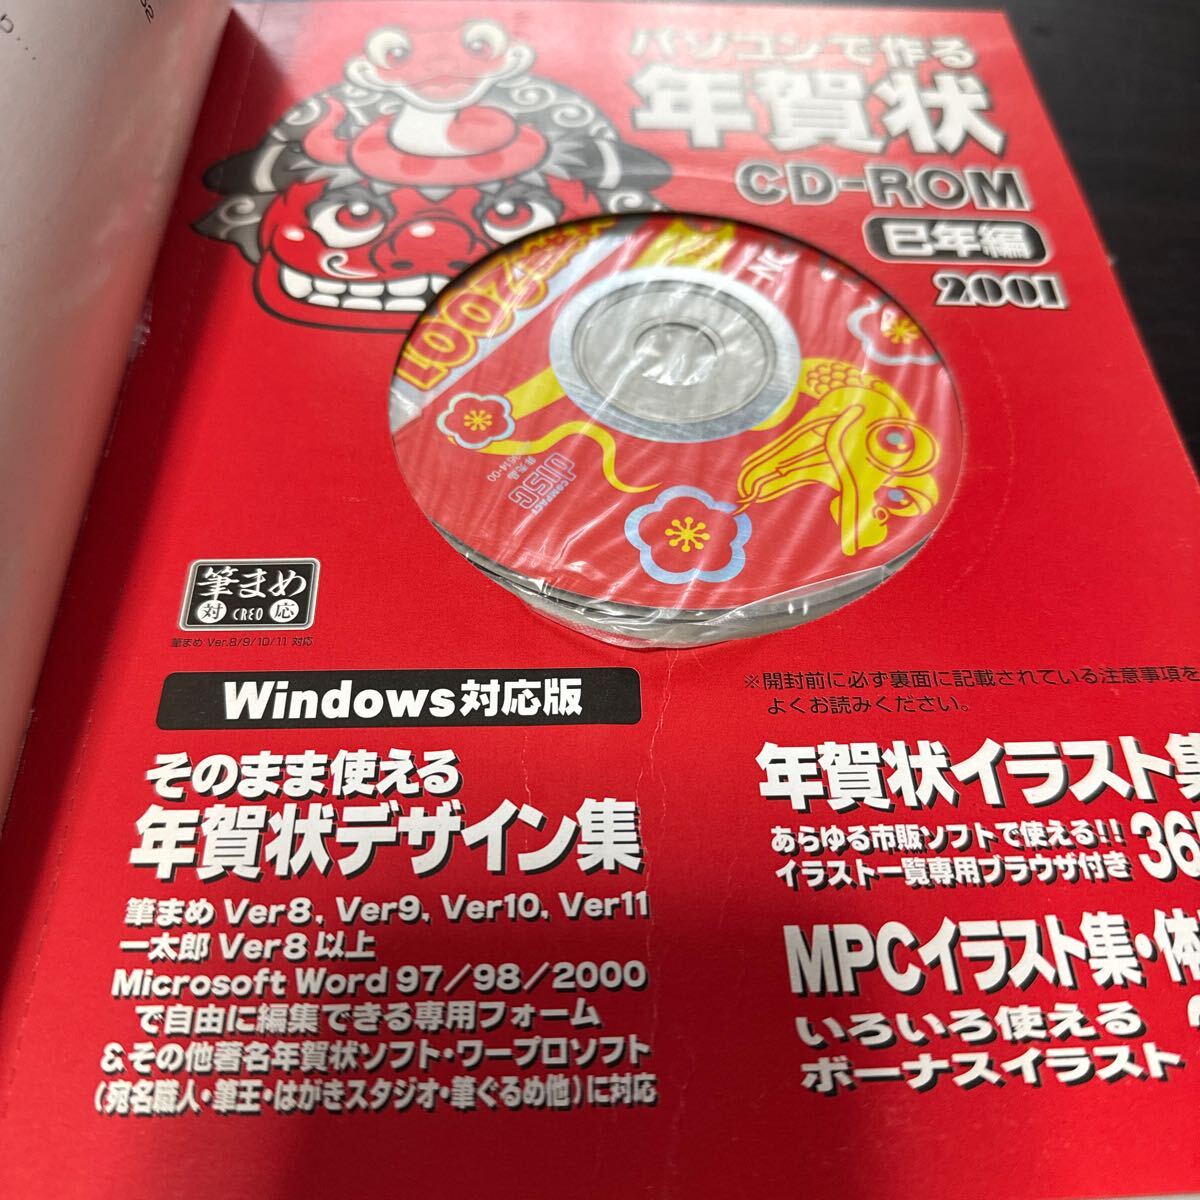 パソコンで作る
年賀状
CD-ROM
巳年編
2001
2001
COMPACT
disc
非売品
筆まめ
対 CREO 応
筆まめ Ver.8/9/10/11 対応
Windows対応版
※開封前に必ず裏面に記載されている注意事項を
よくお読みください。
そのまま使える
年賀状デザイン集
筆まめ Ver8, Ver9, Ver10, Ver11
一太郎 Ver8 以上
Microsoft Word 97/98/2000
で自由に編集できる専用フォーム
&その他著名年賀状ソフト・ワープロソフト
(宛名職人・筆王・はがきスタジオ・筆ぐるめ他)に対応
年賀状イラスト集
あらゆる市販ソフトで使える!!
イラスト一覧専用ブラウザ付き 36
MPCイラスト集・体
いろいろ使える
ボーナスイラスト